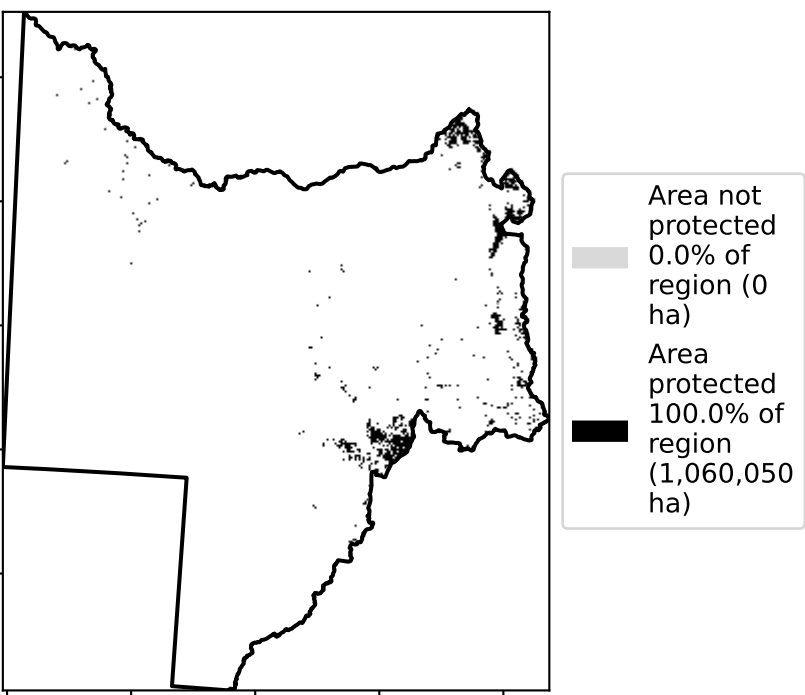 Area not
protected
0.0% of
region (0
ha)
Area
protected
100.0% of
region
(1,060,050
ha)